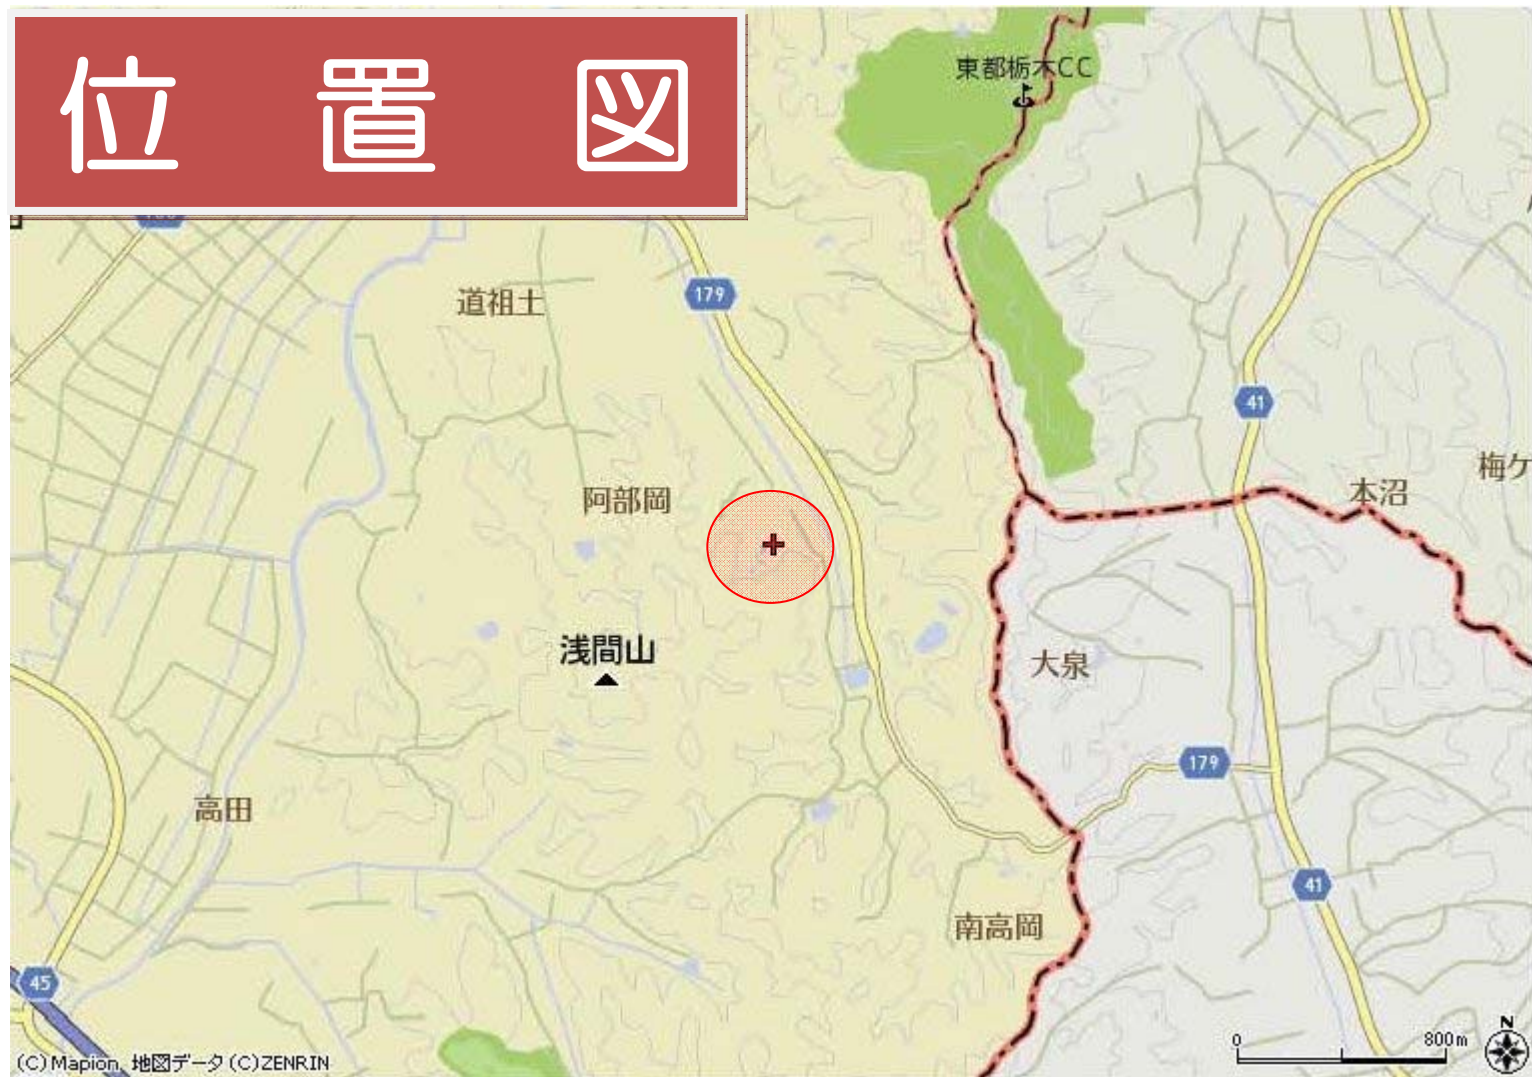 位置図
東都栃木CC
道祖土
179
41
梅ケ
本沼
阿部岡
浅間山
大泉
179
高田
41
南高岡
45
0 800m
N
(C)Mapion, 地図データ(C)ZENRIN